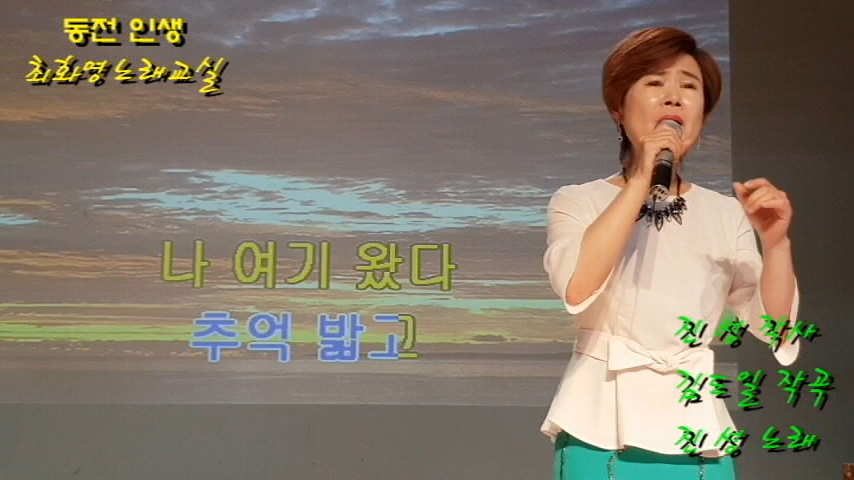 동전 인생
최화영노래교실
나 여기 왔다
추억 밟고
진 성 작사
김도일 작곡
진 성 노래